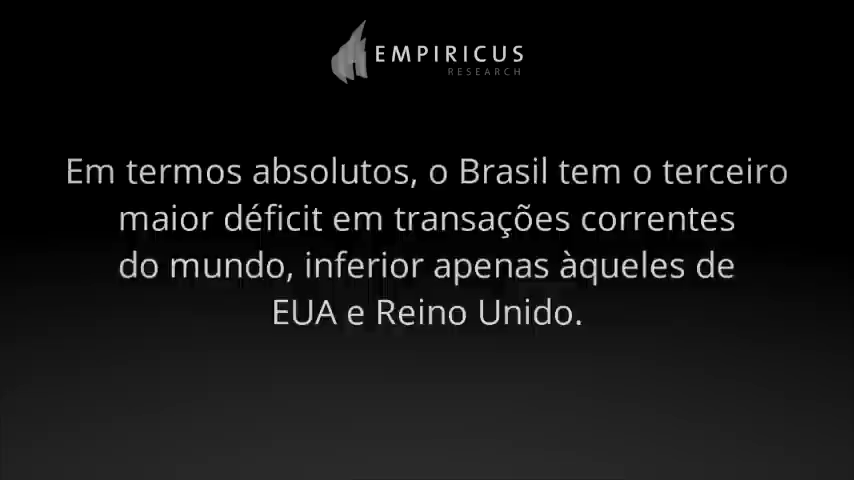 EMPIRICUS
RESEARCH
Em termos absolutos, o Brasil tem o terceiro
maior déficit em transações correntes
do mundo, inferior apenas àqueles de
EUA e Reino Unido.